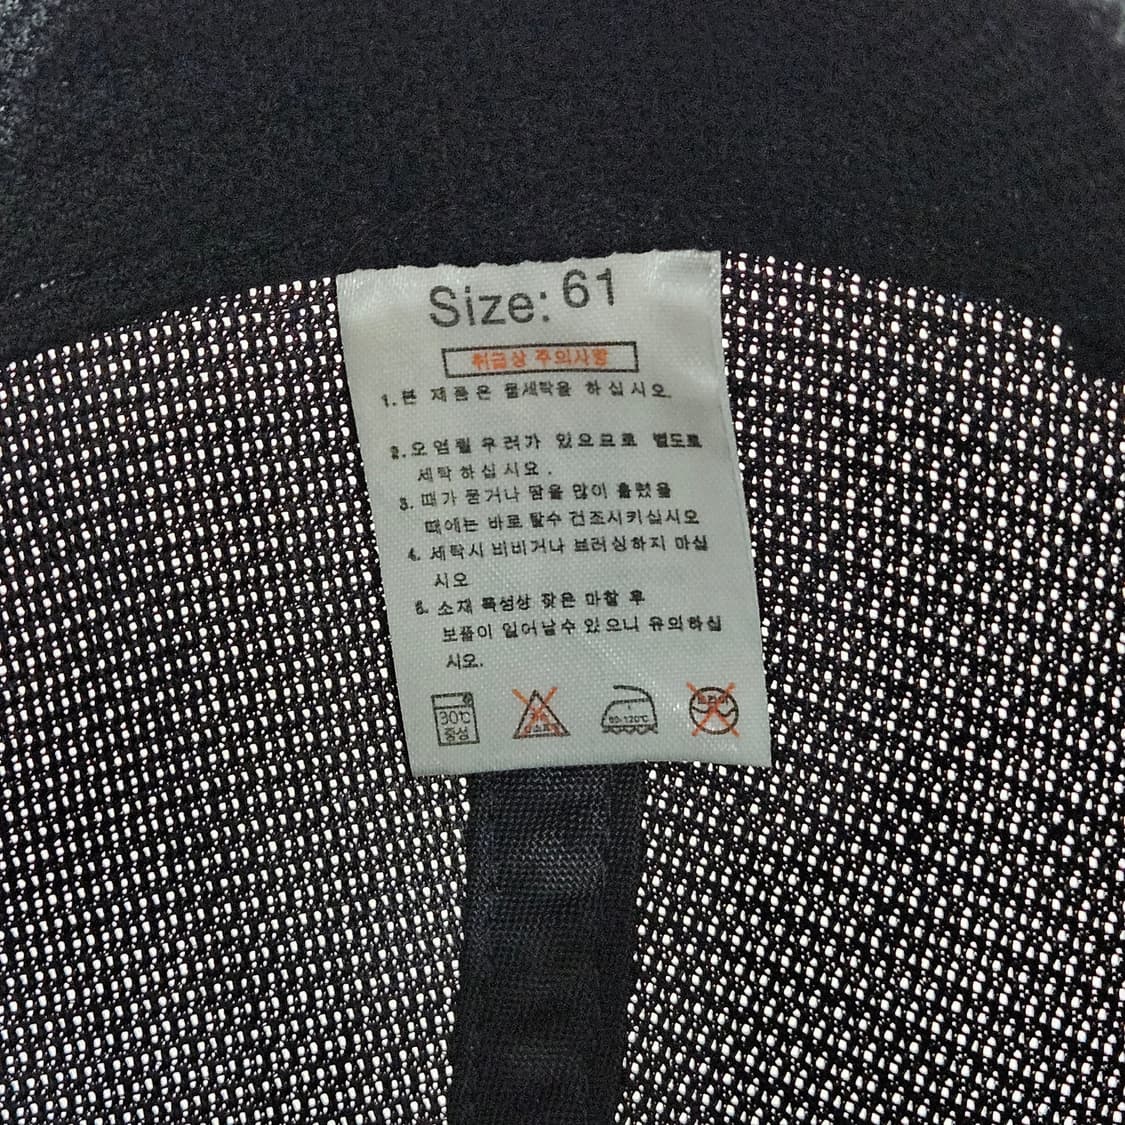 Size: 61
취급상 주의사항
1. 본 제품은 물세탁을 하십시오.
2. 오염될 우려가 있으므로 별도로
세탁하십시오.
3. 때가 묻거나 땀을 많이 흘렸을
때에는 바로 탈수 건조시키십시오
4. 세탁시 비비거나 브러싱하지 마십
시오
5. 소재 특성상 잦은 마찰 후
보풀이 일어날수 있으니 유의하십
시오.
30℃
중성
80-120℃